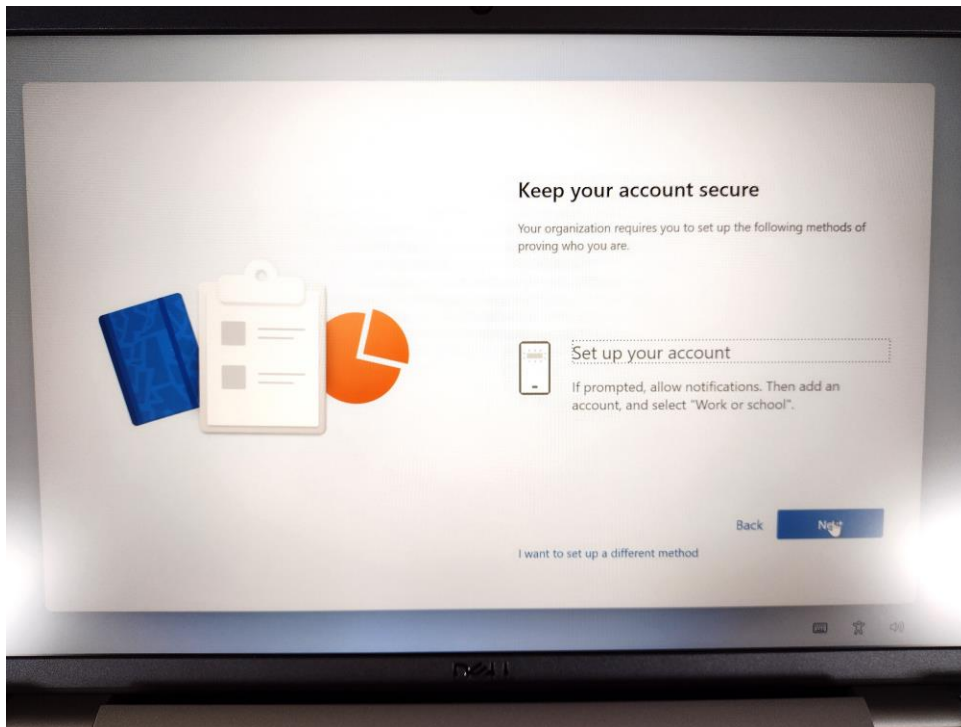 Keep your account secure
Your organization requires you to set up the following methods of
proving who you are.
Set up your account
If prompted, allow notifications. Then add an
account, and select "Work or school".
Back
I want to set up a different method
DELL